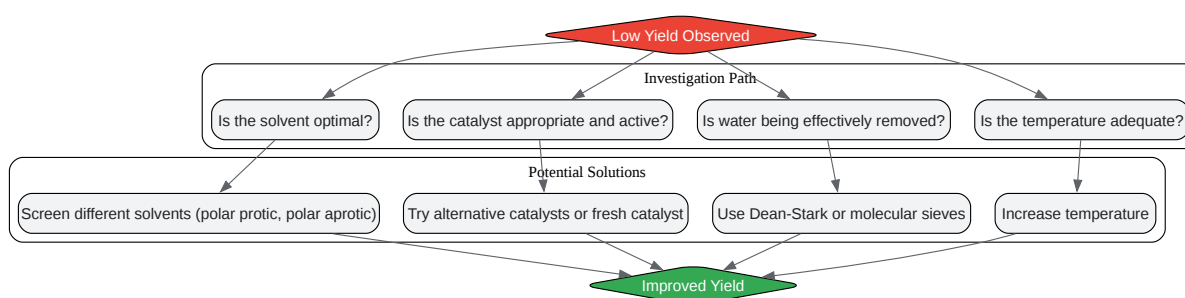 Low Yield Observed
Investigation Path
Is the solvent optimal?
Is the catalyst appropriate and active?
Is water being effectively removed?
Is the temperature adequate?
Potential Solutions
Screen different solvents (polar protic, polar aprotic)
Try alternative catalysts or fresh catalyst
Use Dean-Stark or molecular sieves
Increase temperature
Improved Yield